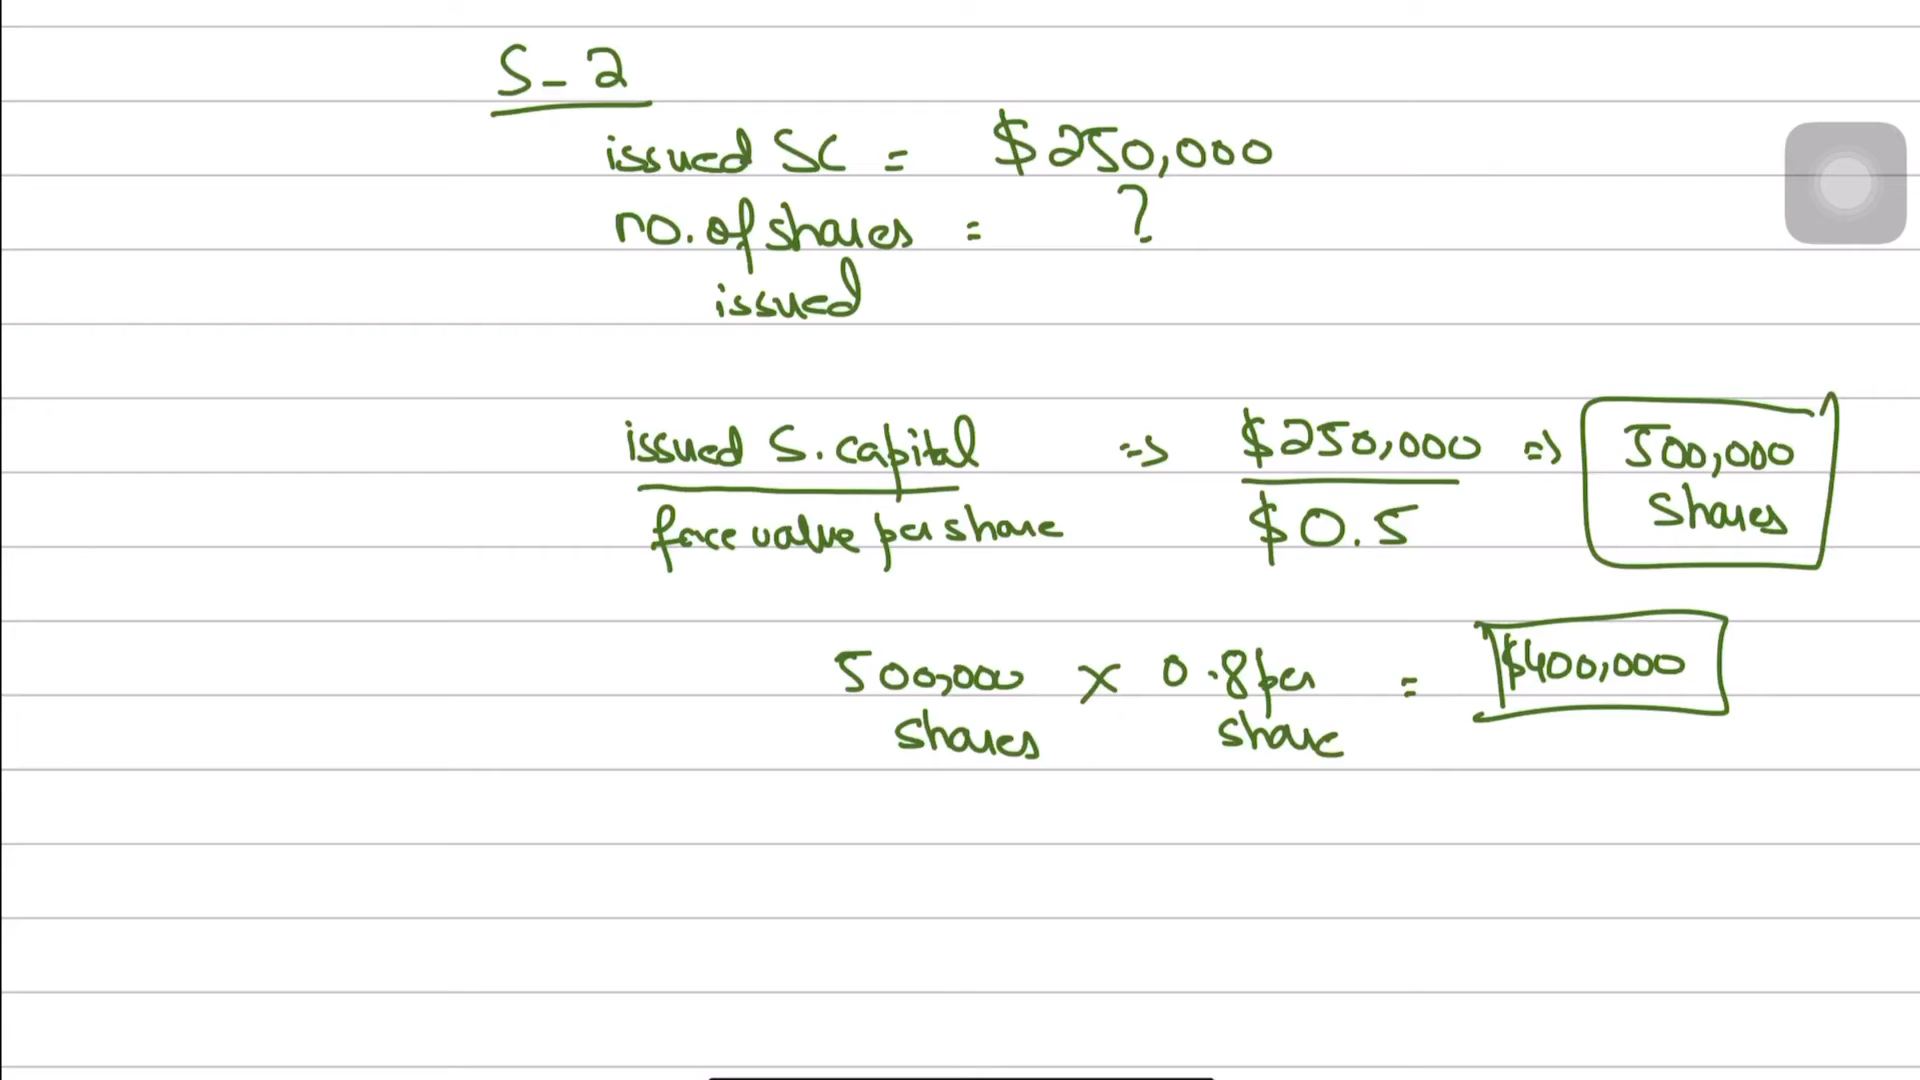 S-2
issued SC = $250,000
no. of shares = ?
issued
issued S. capital => $250,000 => 500,000
face value per share $0.5 shares
500,000 × 0.8 per = $400,000
shares share